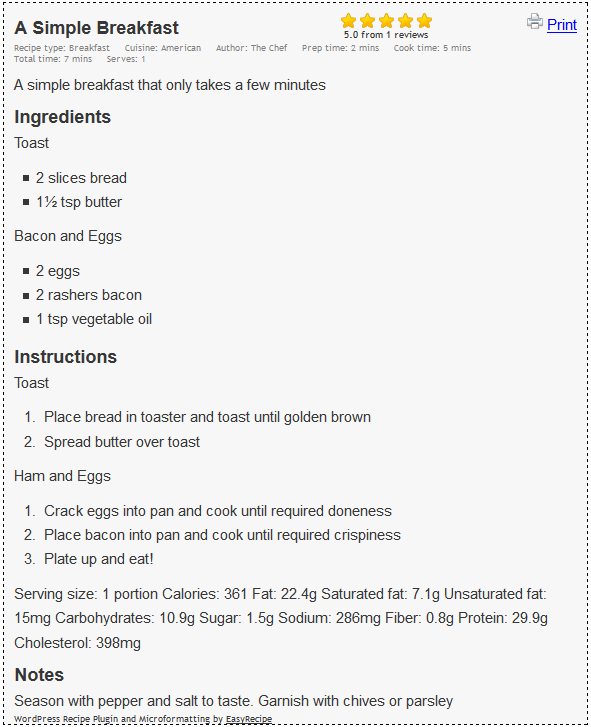 A Simple Breakfast
5.0 from 1 reviews
Print
Recipe type: Breakfast Cuisine: American Author: The Chef Prep time: 2 mins Cook time: 5 mins
Total time: 7 mins Serves: 1
A simple breakfast that only takes a few minutes
Ingredients
Toast
2 slices bread
1½ tsp butter
Bacon and Eggs
2 eggs
2 rashers bacon
1 tsp vegetable oil
Instructions
Toast
1. Place bread in toaster and toast until golden brown
2. Spread butter over toast
Ham and Eggs
1. Crack eggs into pan and cook until required doneness
2. Place bacon into pan and cook until required crispiness
3. Plate up and eat!
Serving size: 1 portion Calories: 361 Fat: 22.4g Saturated fat: 7.1g Unsaturated fat:
15mg Carbohydrates: 10.9g Sugar: 1.5g Sodium: 286mg Fiber: 0.8g Protein: 29.9g
Cholesterol: 398mg
Notes
Season with pepper and salt to taste. Garnish with chives or parsley
WordPress Recipe Plugin and Microformatting by EasyRecipe